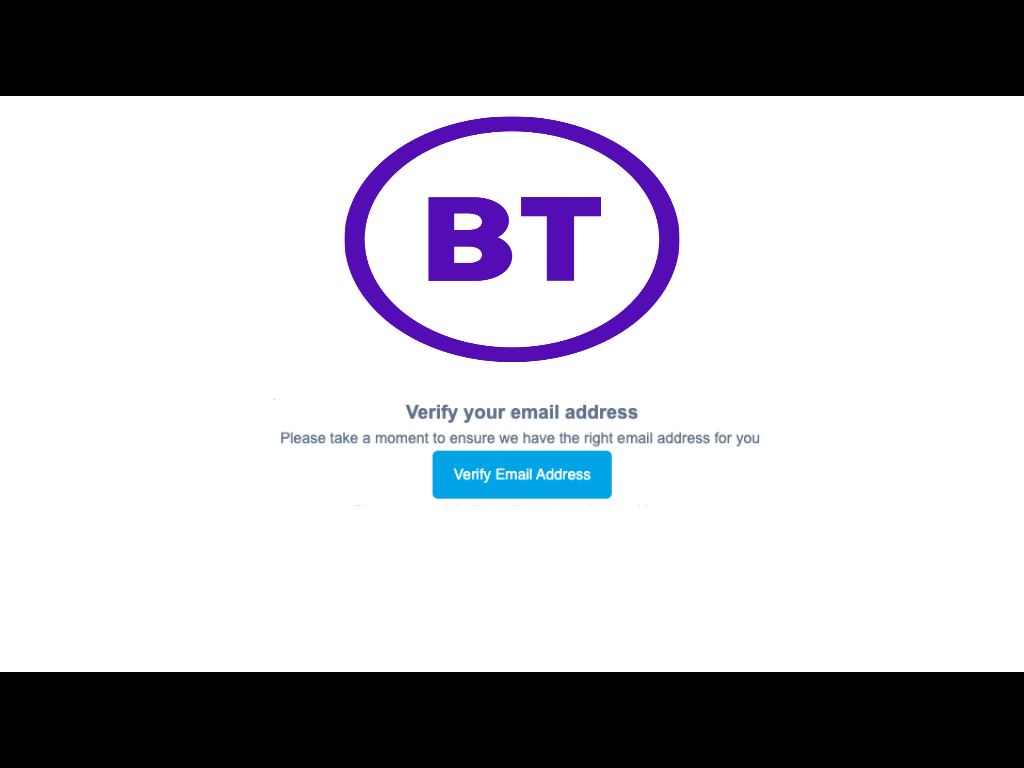 BT
Verify your email address
Please take a moment to ensure we have the right email address for you
Verify Email Address